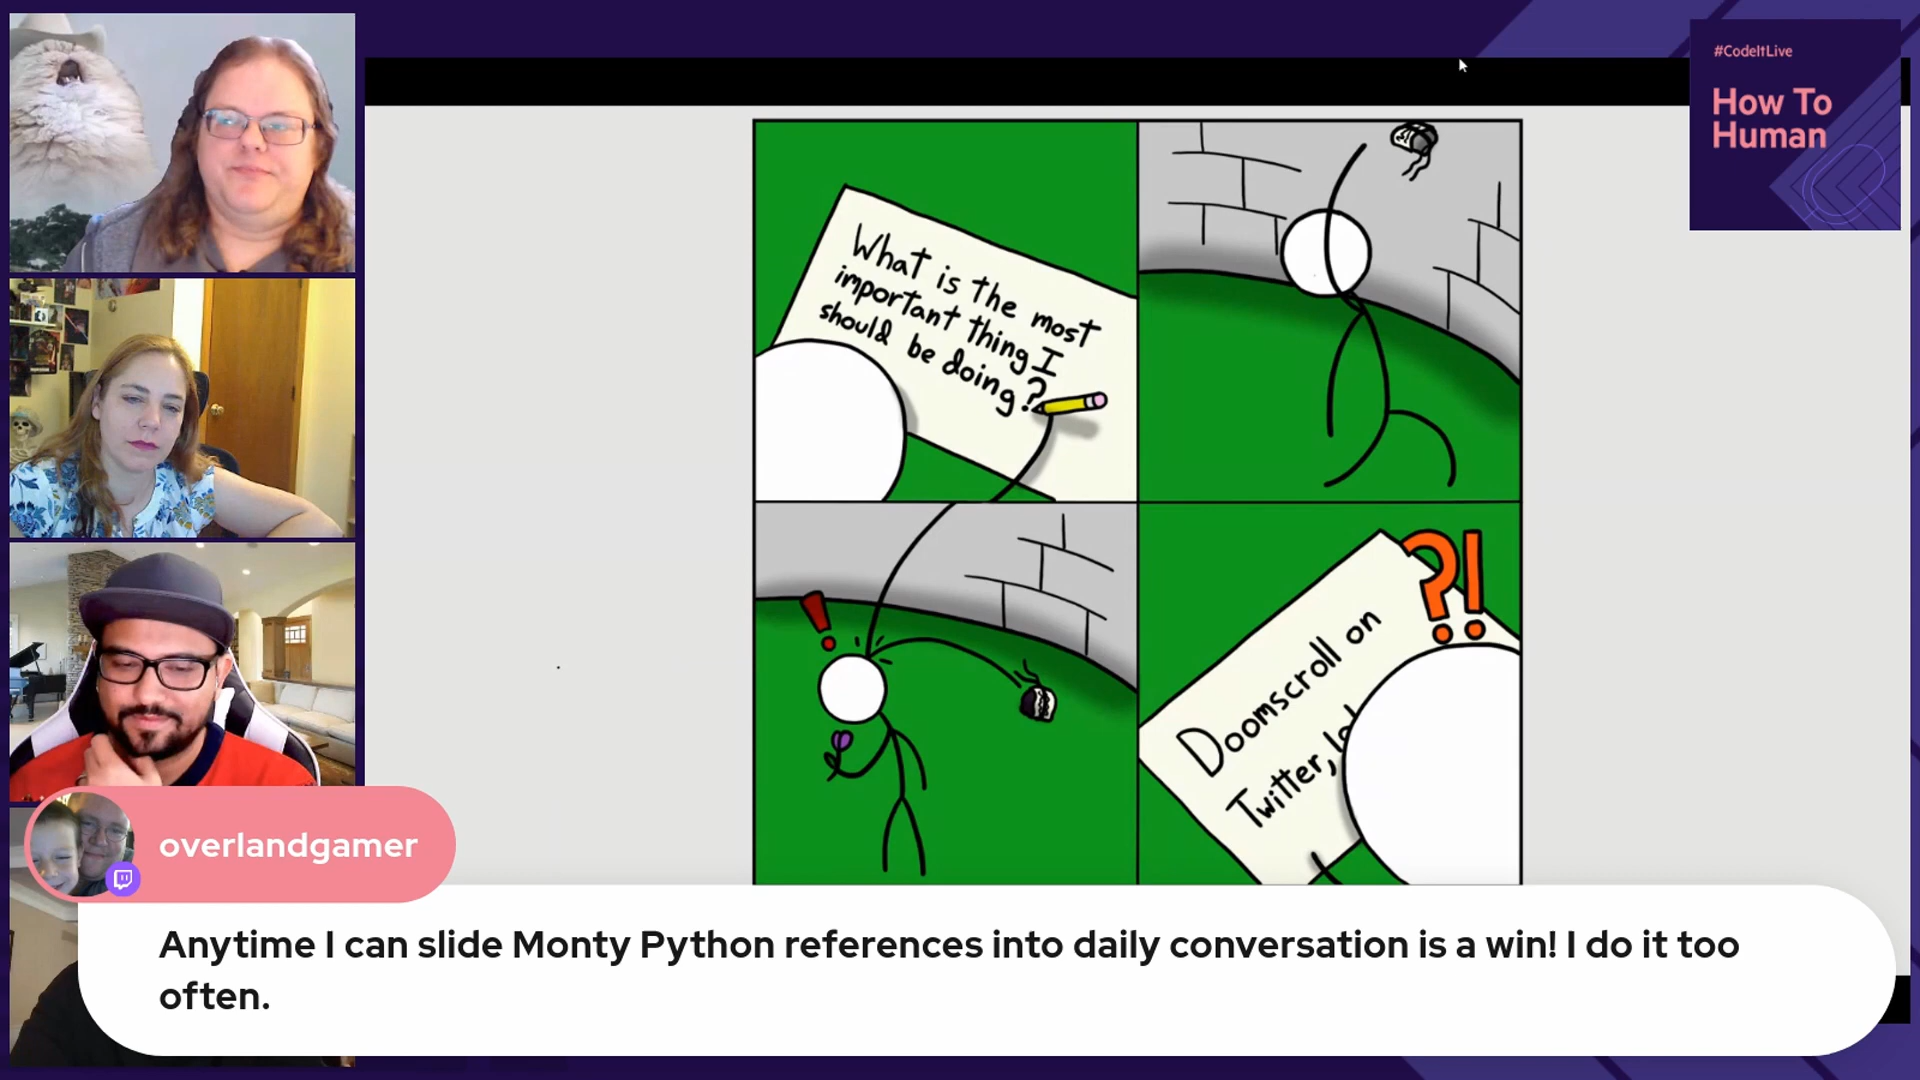 #CodeItLive
How To
Human
What is the most
important thing I
should be doing?
!
?!
Doomscroll on
Twitter,
overlandgamer
Anytime I can slide Monty Python references into daily conversation is a win! I do it too
often.